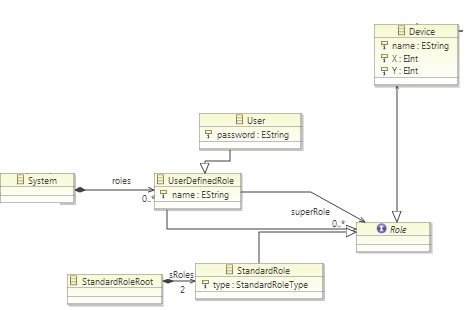 Device
name : EString
X : EInt
Y : EInt
User
password : EString
System
roles
0..*
UserDefinedRole
name : EString
superRole
0..*
Role
StandardRoleRoot
sRoles
2
StandardRole
type : StandardRoleType